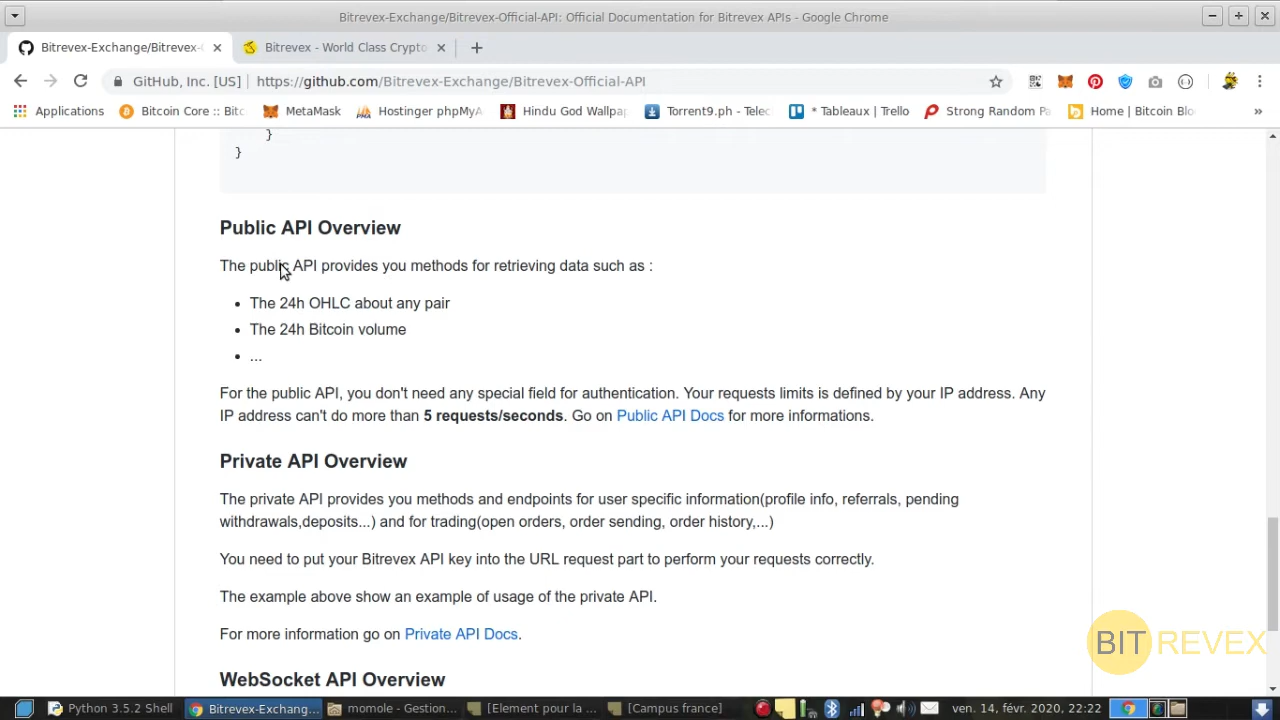 Bitrevex-Exchange/Bitrevex-Official-API: Official Documentation for Bitrevex APIs - Google Chrome
Bitrevex-Exchange/Bitrevex-
Bitrevex - World Class Crypto
GitHub, Inc. [US] https://github.com/Bitrevex-Exchange/Bitrevex-Official-API
Applications Bitcoin Core :: Bitc MetaMask Hostinger phpMyA Hindu God Wallpap Torrent9.ph - Telec * Tableaux | Trello Strong Random Pa Home | Bitcoin Blo »
}
}
Public API Overview
The public API provides you methods for retrieving data such as :
• The 24h OHLC about any pair
• The 24h Bitcoin volume
• ...
For the public API, you don't need any special field for authentication. Your requests limits is defined by your IP address. Any
IP address can't do more than 5 requests/seconds. Go on Public API Docs for more informations.
Private API Overview
The private API provides you methods and endpoints for user specific information(profile info, referrals, pending
withdrawals,deposits...) and for trading(open orders, order sending, order history,...)
You need to put your Bitrevex API key into the URL request part to perform your requests correctly.
The example above show an example of usage of the private API.
For more information go on Private API Docs.
WebSocket API Overview
BITREVEX
Python 3.5.2 Shell Bitrevex-Exchang... momole - Gestion... [Element pour la ... [Campus france] ven. 14, févr. 2020, 22:22